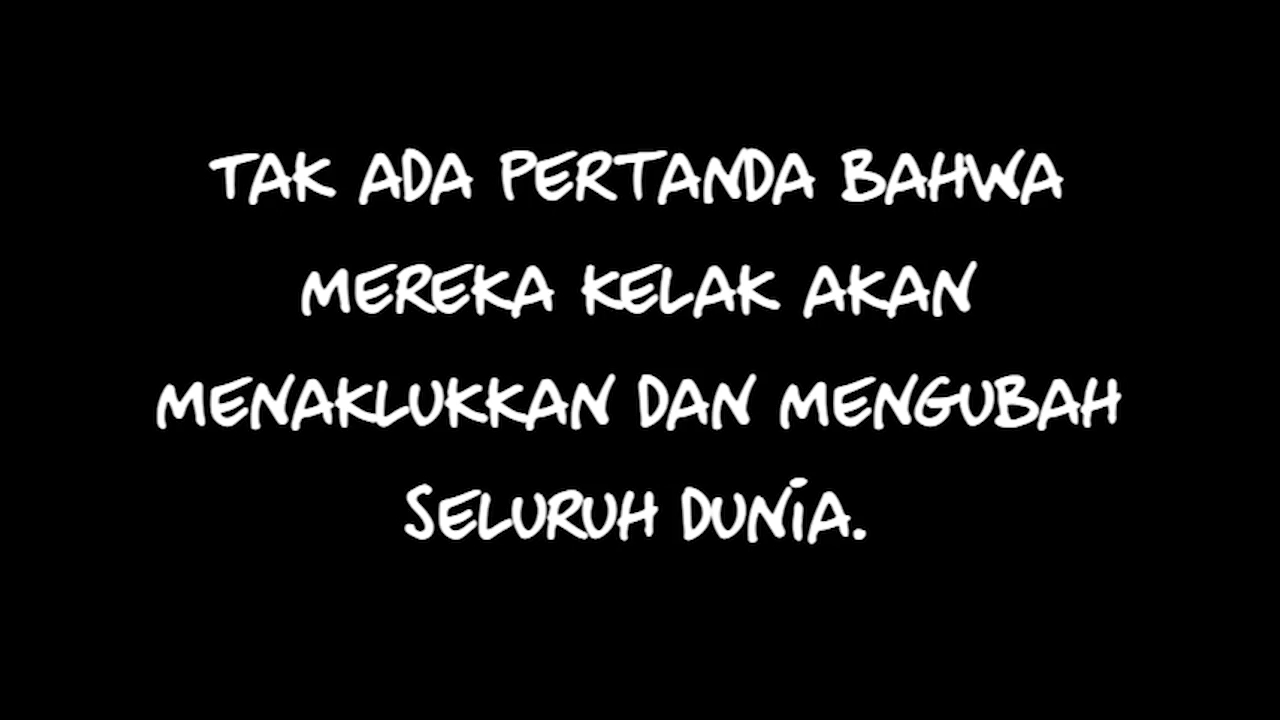 TAK ADA PERTANDA BAHWA
MEREKA KELAK AKAN
MENAKLUKKAN DAN MENGUBAH
SELURUH DUNIA.